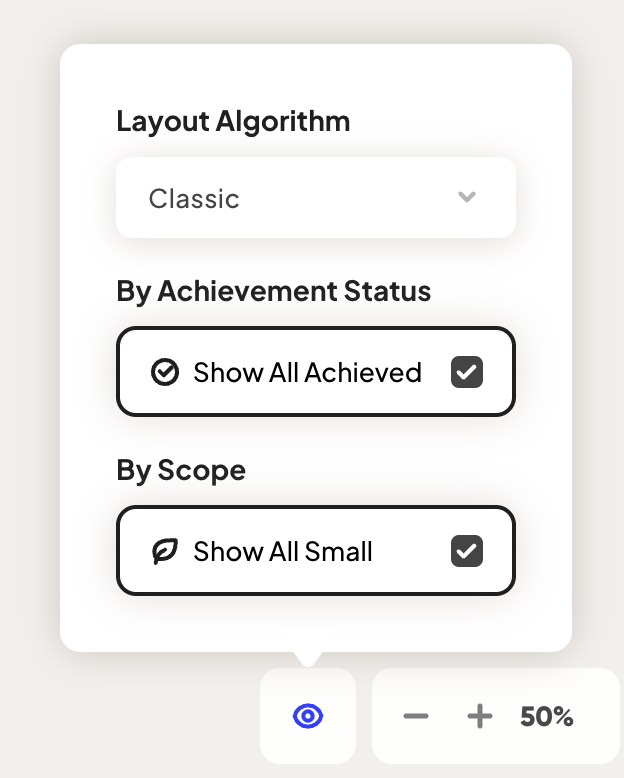 Layout Algorithm
Classic
By Achievement Status
Show All Achieved
By Scope
Show All Small
50%